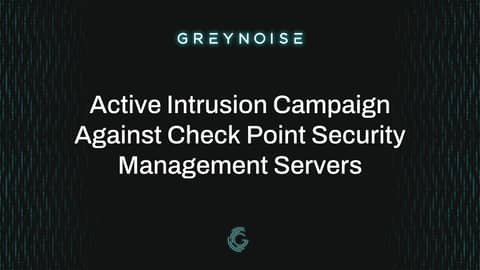 GREYNOISE
Active Intrusion Campaign
Against Check Point Security
Management Servers